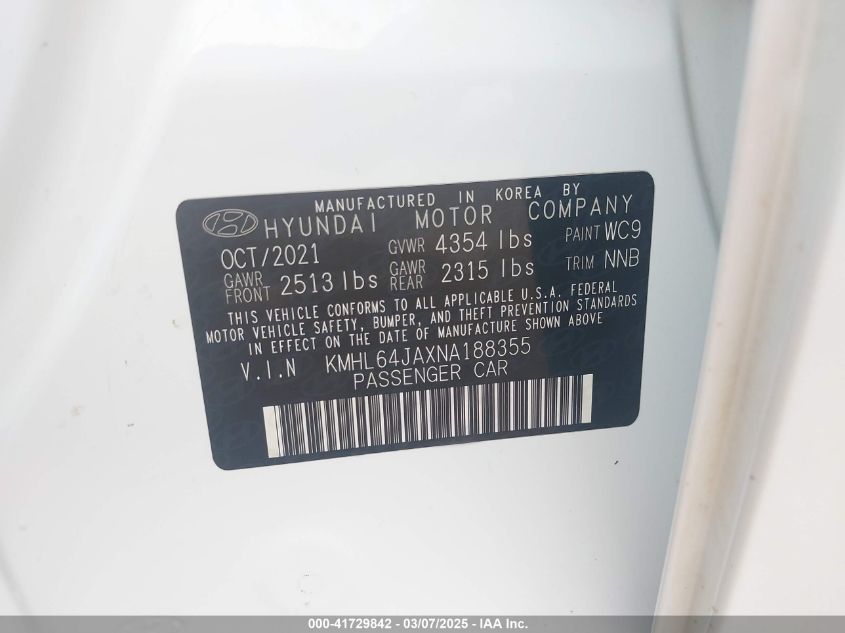 MANUFACTURED IN KOREA BY
HYUNDAI MOTOR COMPANY
OCT/2021 GVWR 4354 lbs PAINT WC9
GAWR FRONT 2513 lbs GAWR REAR 2315 lbs TRIM NNB
THIS VEHICLE CONFORMS TO ALL APPLICABLE U.S.A. FEDERAL
MOTOR VEHICLE SAFETY, BUMPER, AND THEFT PREVENTION STANDARDS
IN EFFECT ON THE DATE OF MANUFACTURE SHOWN ABOVE
V.I.N KMHL64JAXNA188355
PASSENGER CAR
000-41729842 - 03/07/2025 - IAA Inc.